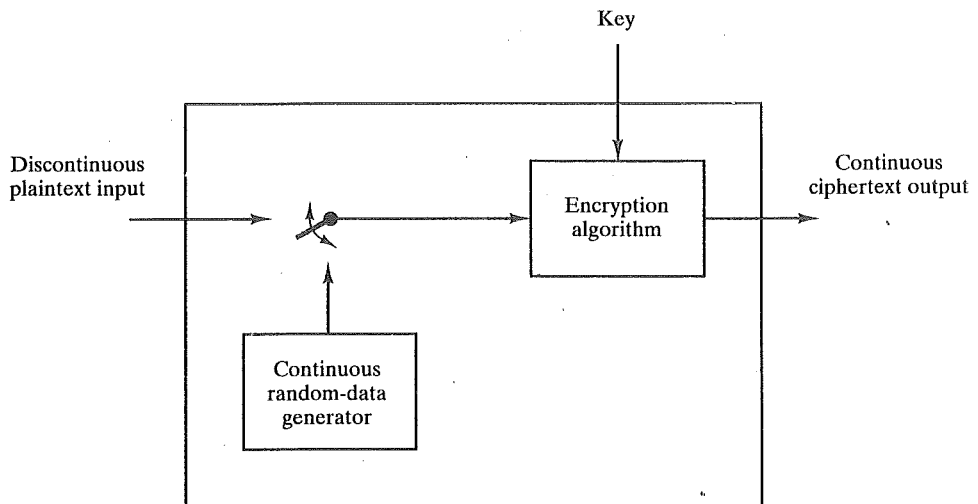 Key
Discontinuous
plaintext input
Continuous
ciphertext output
Encryption
algorithm
Continuous
random-data
generator